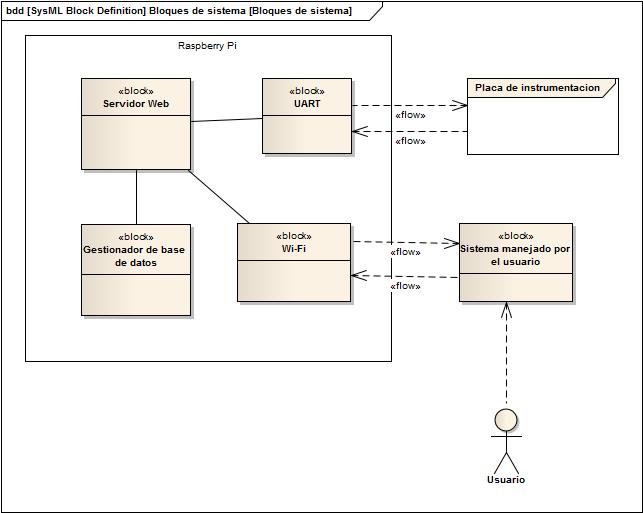 bdd [SysML Block Definition] Bloques de sistema [Bloques de sistema]
Raspberry Pi
«block»
Servidor Web
«block»
UART
Placa de instrumentacion
«flow»
«flow»
«block»
Gestionador de base
de datos
«block»
Wi-Fi
«block»
Sistema manejado por
el usuario
«flow»
«flow»
Usuario